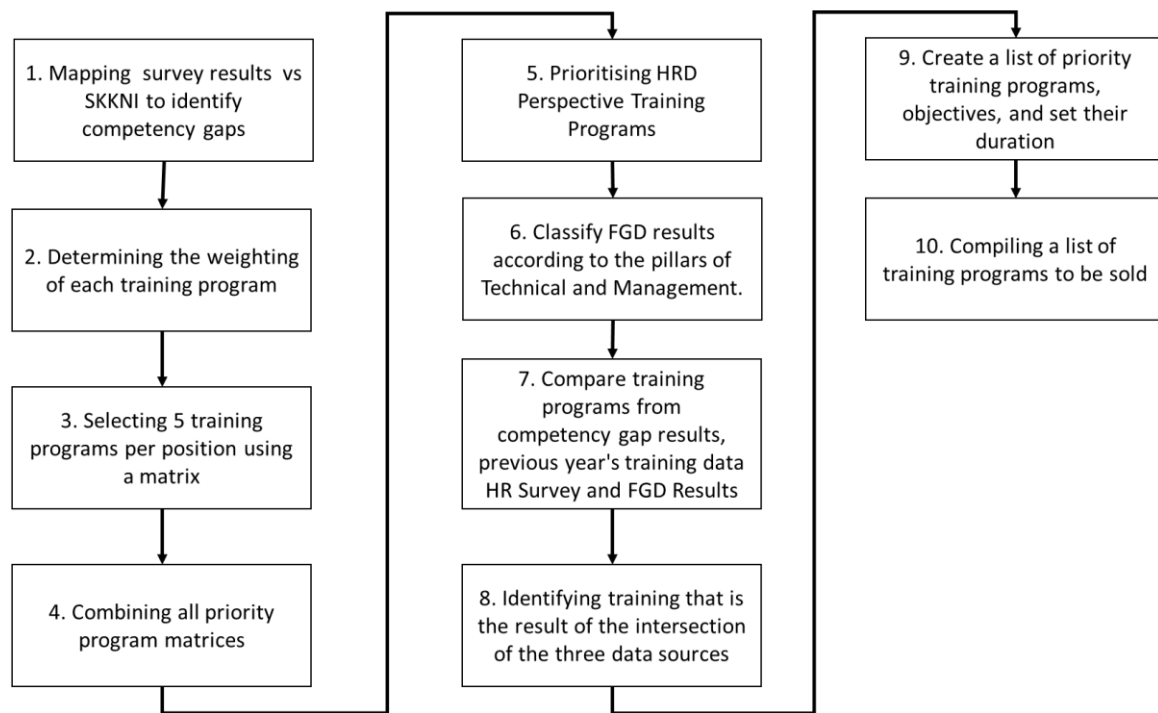 1. Mapping survey results vs
SKKNI to identify
competency gaps
2. Determining the weighting
of each training program
3. Selecting 5 training
programs per position using
a matrix
4. Combining all priority
program matrices
5. Prioritising HRD
Perspective Training
Programs
6. Classify FGD results
according to the pillars of
Technical and Management.
7. Compare training
programs from
competency gap results,
previous year's training data
HR Survey and FGD Results
8. Identifying training that is
the result of the intersection
of the three data sources
9. Create a list of priority
training programs,
objectives, and set their
duration
10. Compiling a list of
training programs to be sold